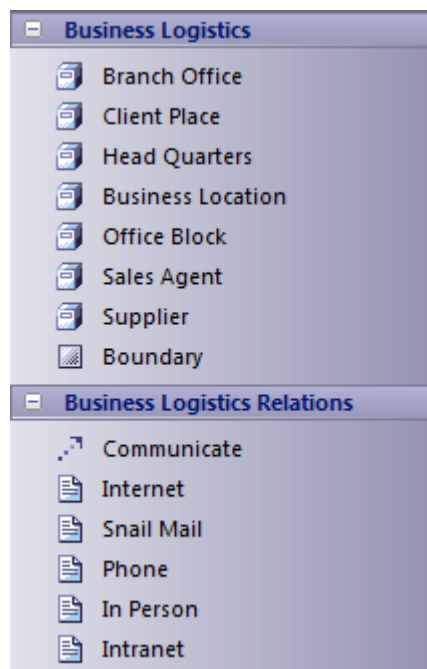 Business Logistics
Branch Office
Client Place
Head Quarters
Business Location
Office Block
Sales Agent
Supplier
Boundary
Business Logistics Relations
Communicate
Internet
Snail Mail
Phone
In Person
Intranet